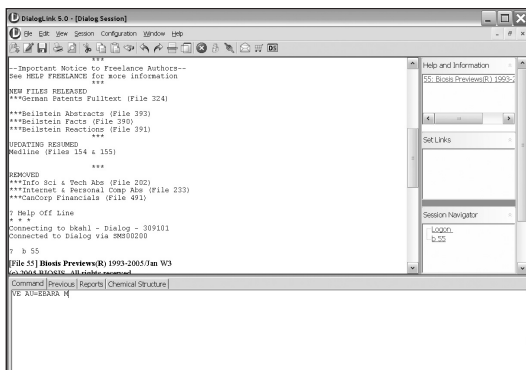 DialogLink 5.0 - [Dialog Session]
File Edit View Session Configuration Window Help
DS
***
--Important Notice to Freelance Authors--
See HELP FREELANCE for more information
***
NEW FILES RELEASED
***German Patents Fulltext (File 324)
***Beilstein Abstracts (File 393)
***Beilstein Facts (File 390)
***Beilstein Reactions (File 391)
***
UPDATING RESUMED
Medline (Files 154 & 155)
***
REMOVED
***Info Sci & Tech Abs (File 202)
***Internet & Personal Comp Abs (File 233)
***CanCorp Financials (File 491)
? Help Off Line
* * *
Connecting to bkahl - Dialog - 309101
Connected to Dialog via SMS00200
? b 55
[File 55] Biosis Previews(R) 1993-2005/Jan W3
(c) 2005 BIOSIS. All rights reserved
Help and Information
55: Biosis Previews(R) 1993-2
Set Links
Session Navigator
Logon
b 55
Command Previous Reports Chemical Structure
VE AU=EBARA M